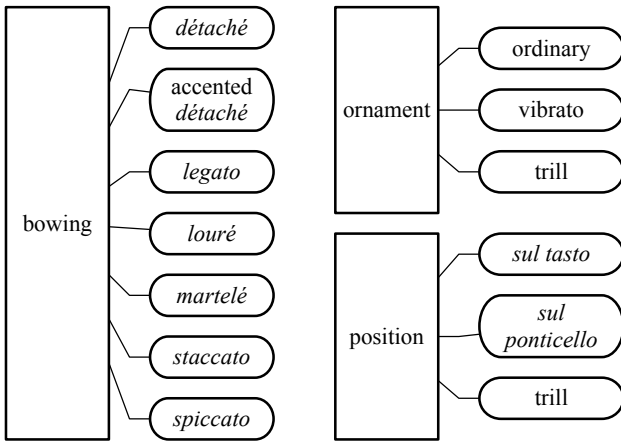 bowing
détaché
accented
détaché
legato
louré
martelé
staccato
spiccato
ornament
ordinary
vibrato
trill
position
sul tasto
sul
ponticello
trill